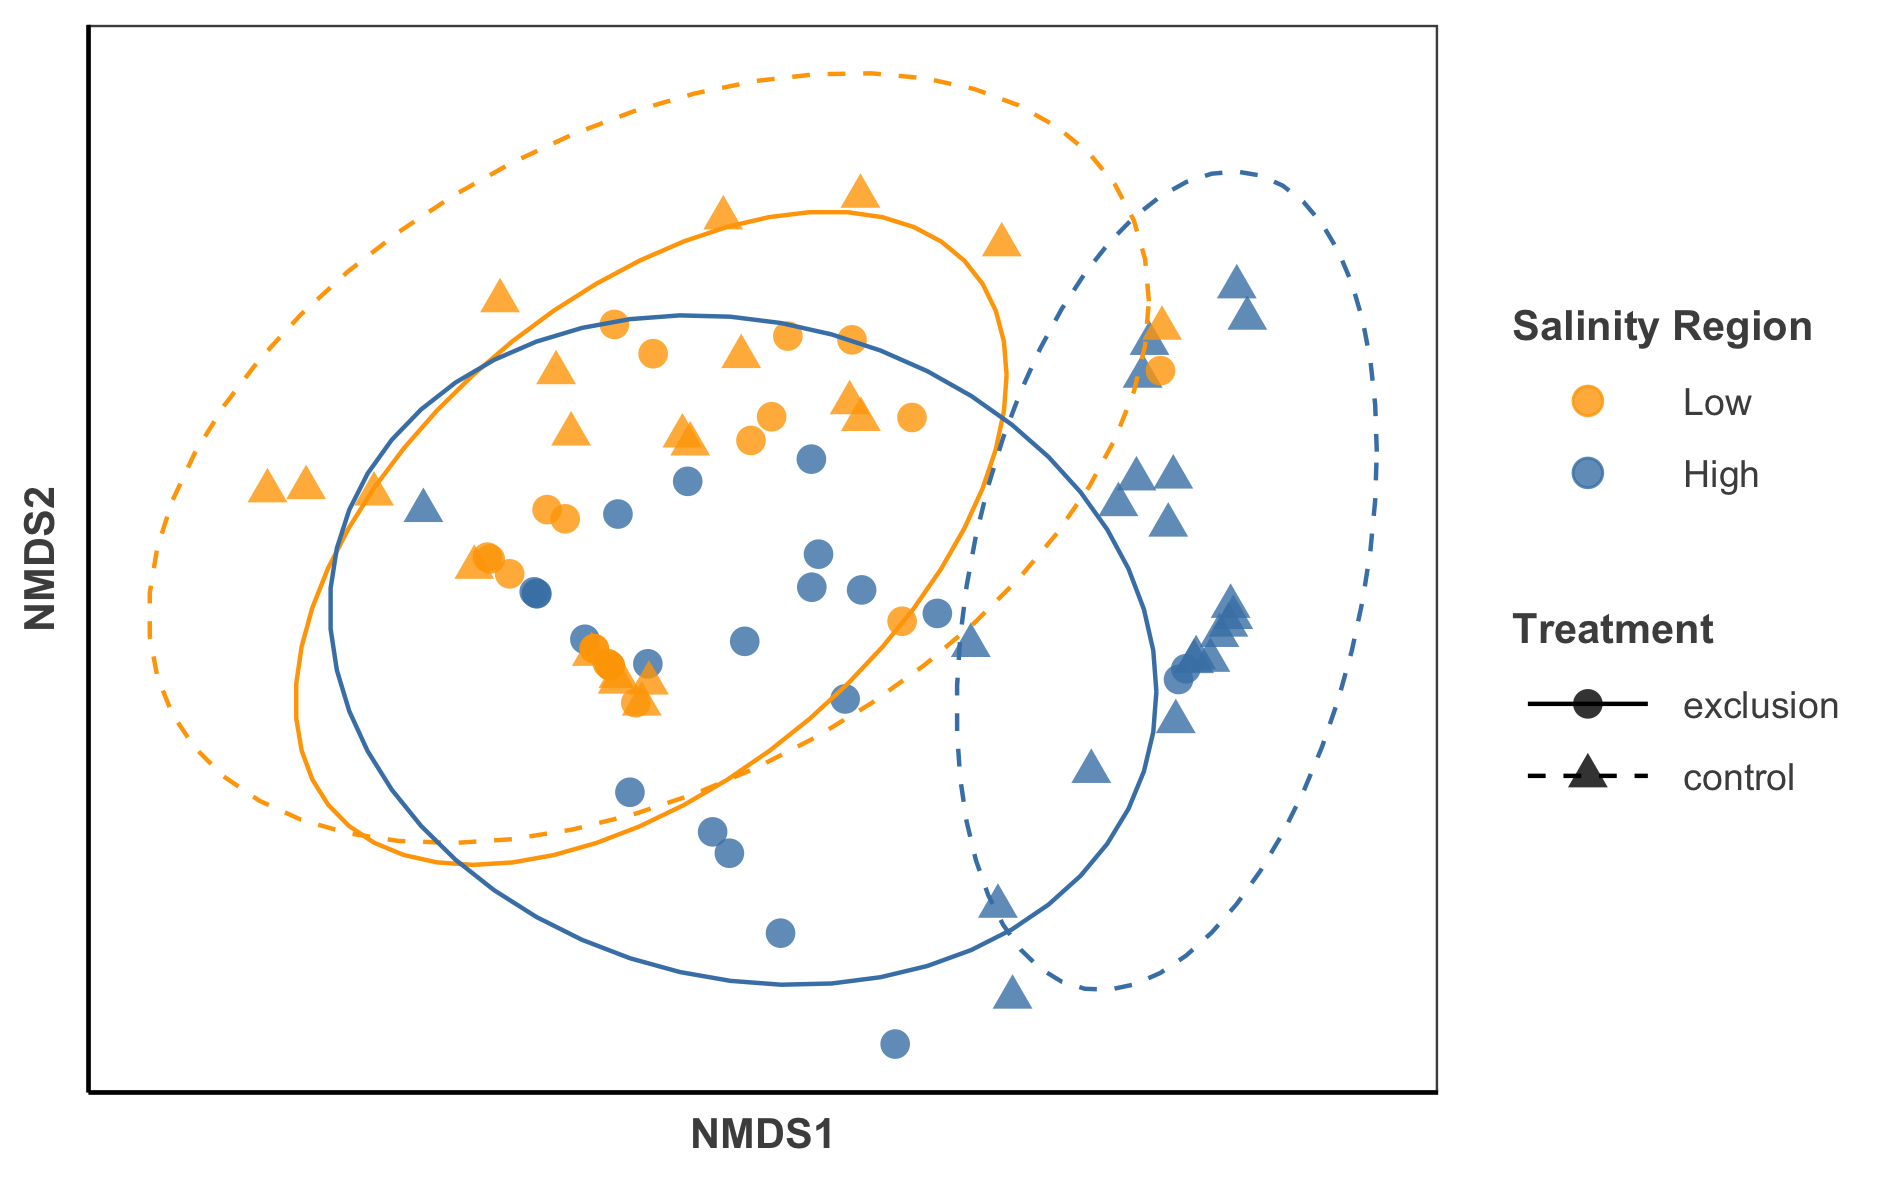 NMDS2
NMDS1
Salinity Region
Low
High
Treatment
exclusion
control